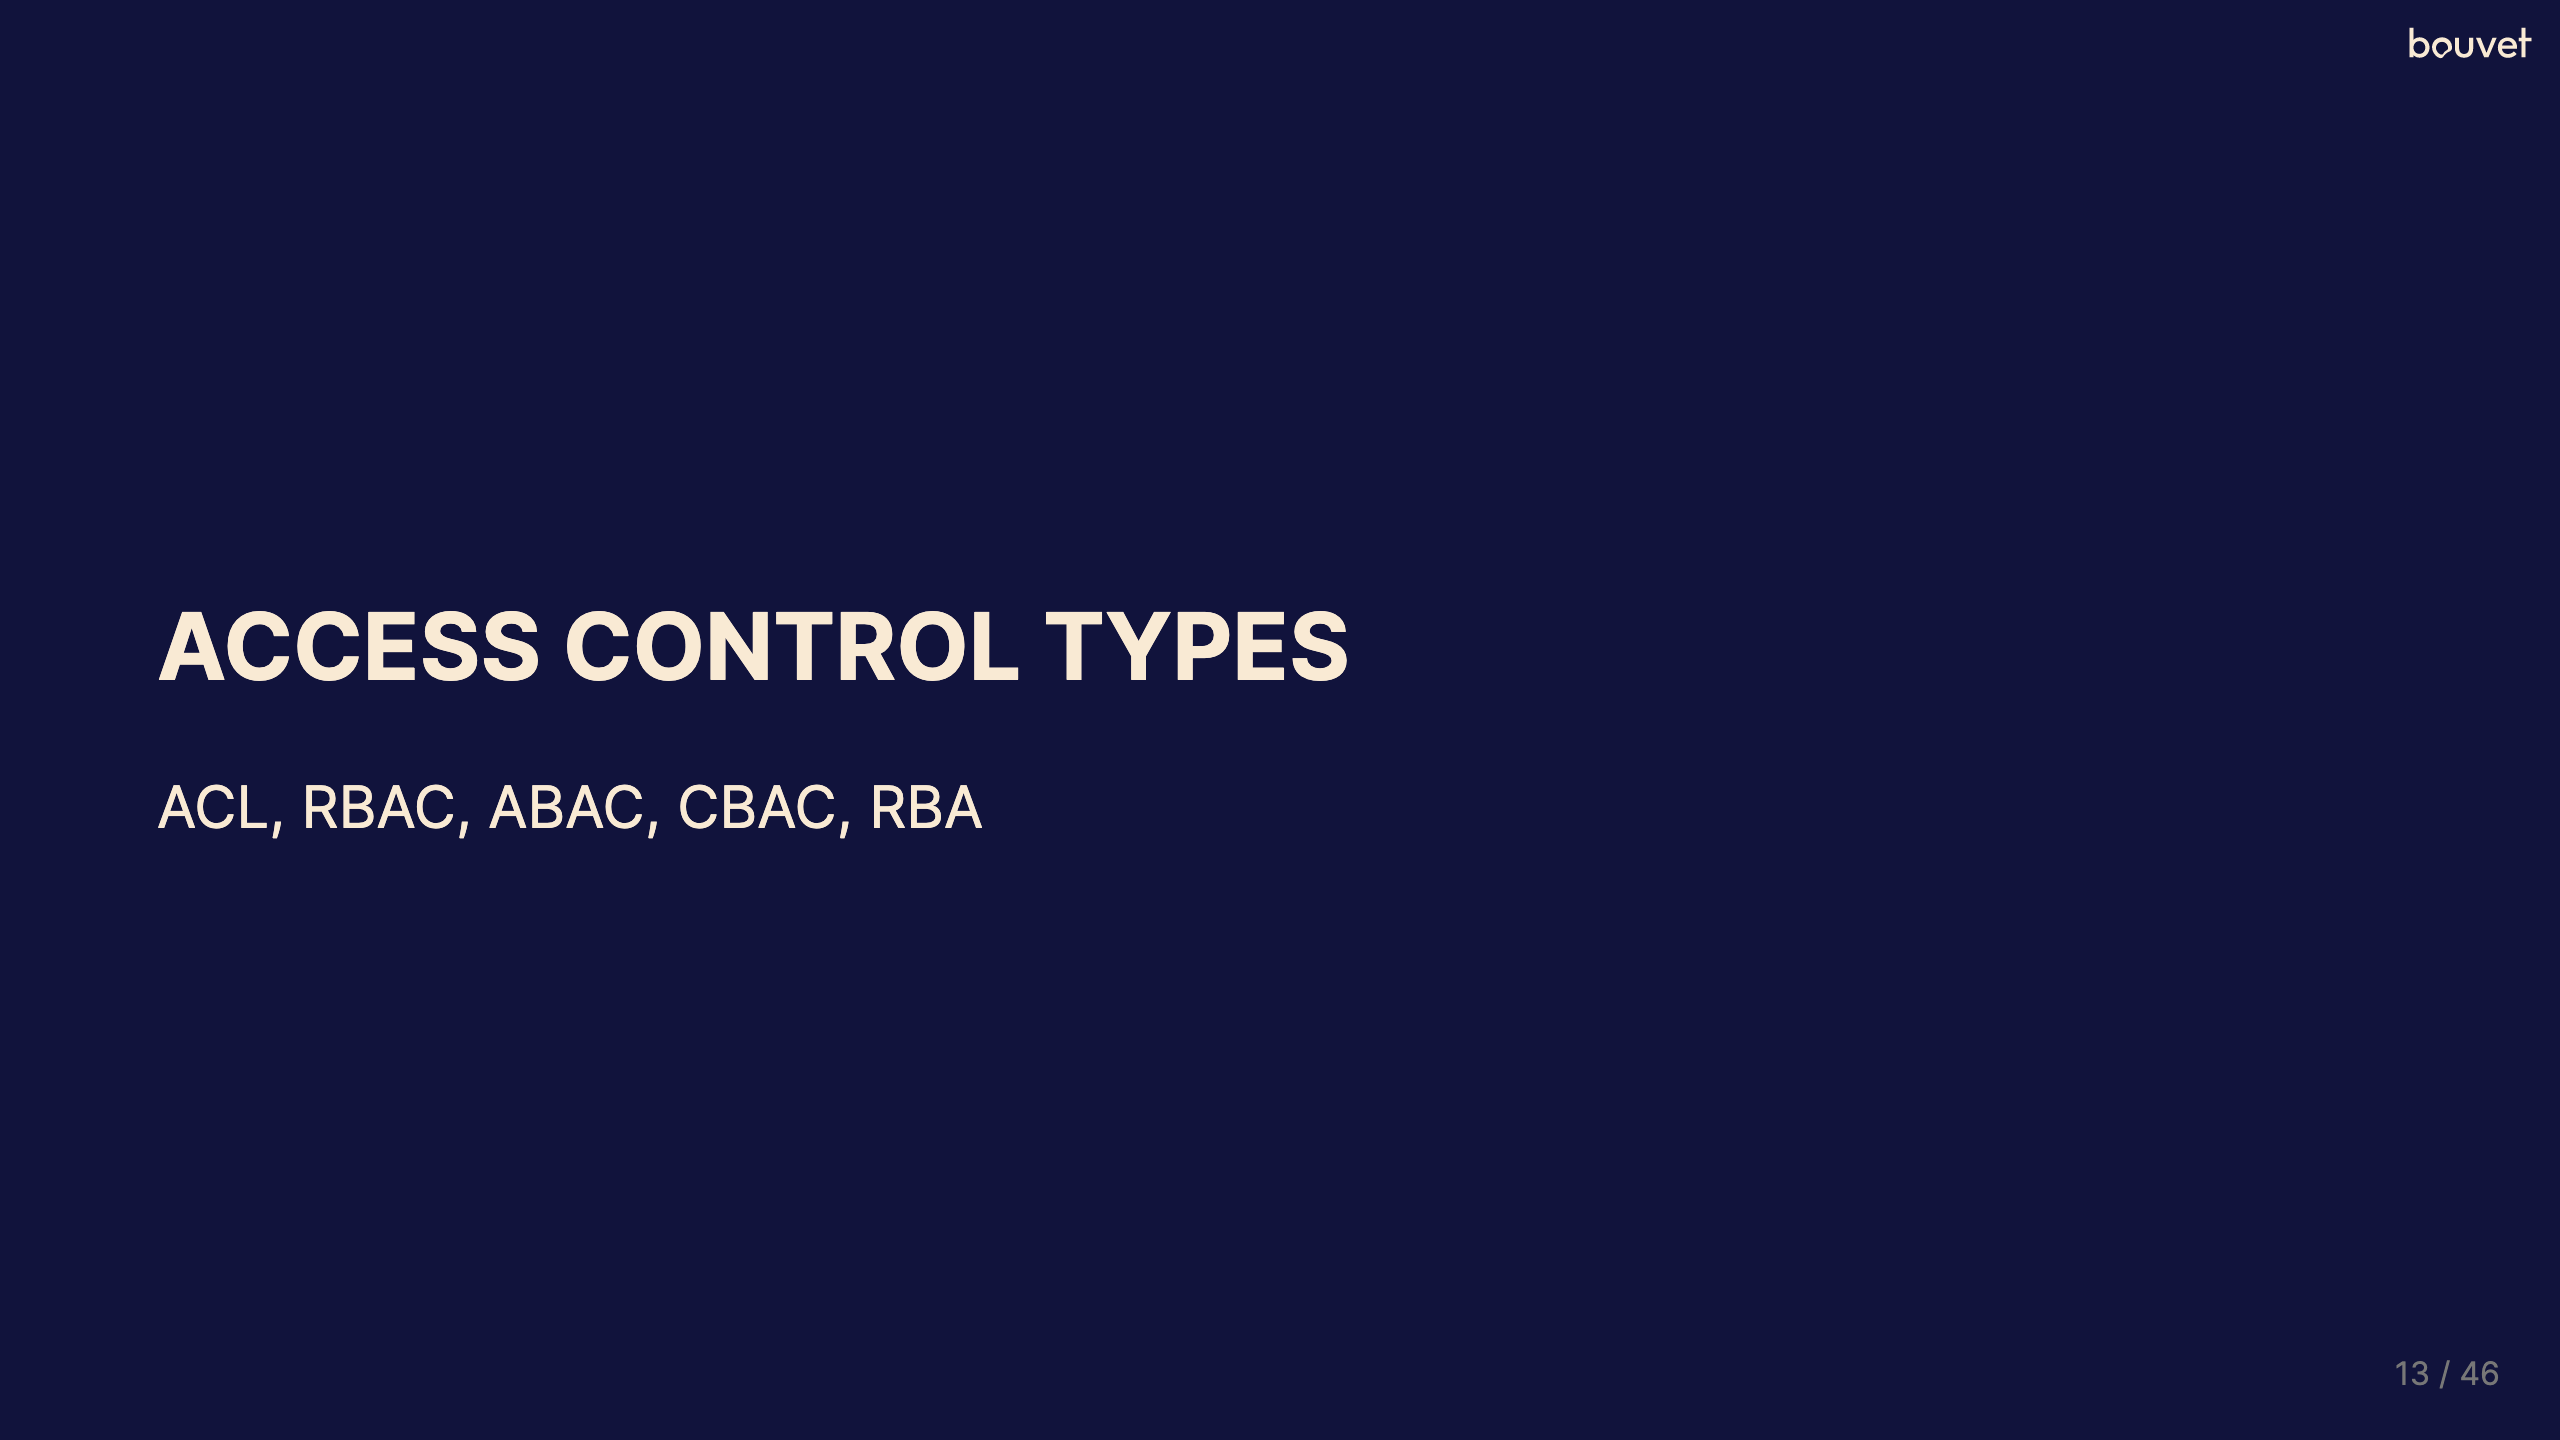 bouvet
ACCESS CONTROL TYPES
ACL, RBAC, ABAC, CBAC, RBA
13 / 46